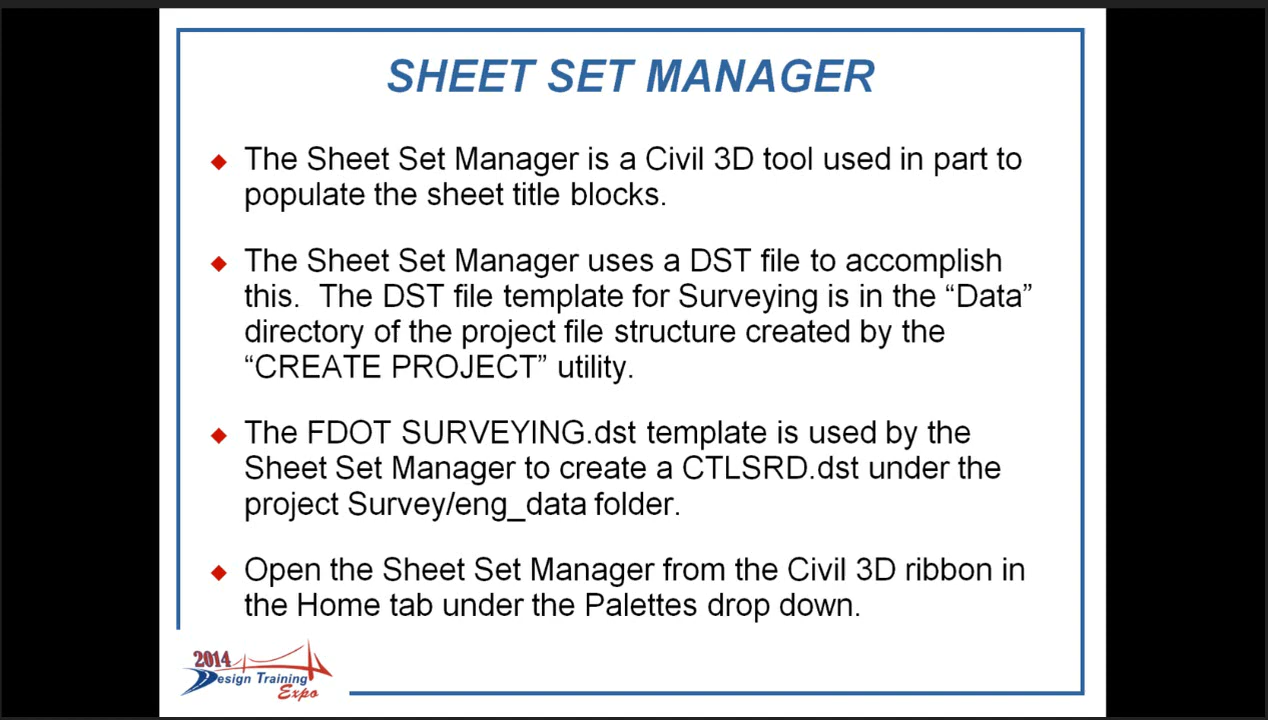 SHEET SET MANAGER
The Sheet Set Manager is a Civil 3D tool used in part to
populate the sheet title blocks.
The Sheet Set Manager uses a DST file to accomplish
this.  The DST file template for Surveying is in the “Data”
directory of the project file structure created by the
“CREATE PROJECT” utility.
The FDOT SURVEYING.dst template is used by the
Sheet Set Manager to create a CTLSRD.dst under the
project Survey/eng_data folder.
Open the Sheet Set Manager from the Civil 3D ribbon in
the Home tab under the Palettes drop down.
2014
Design Training
Expo